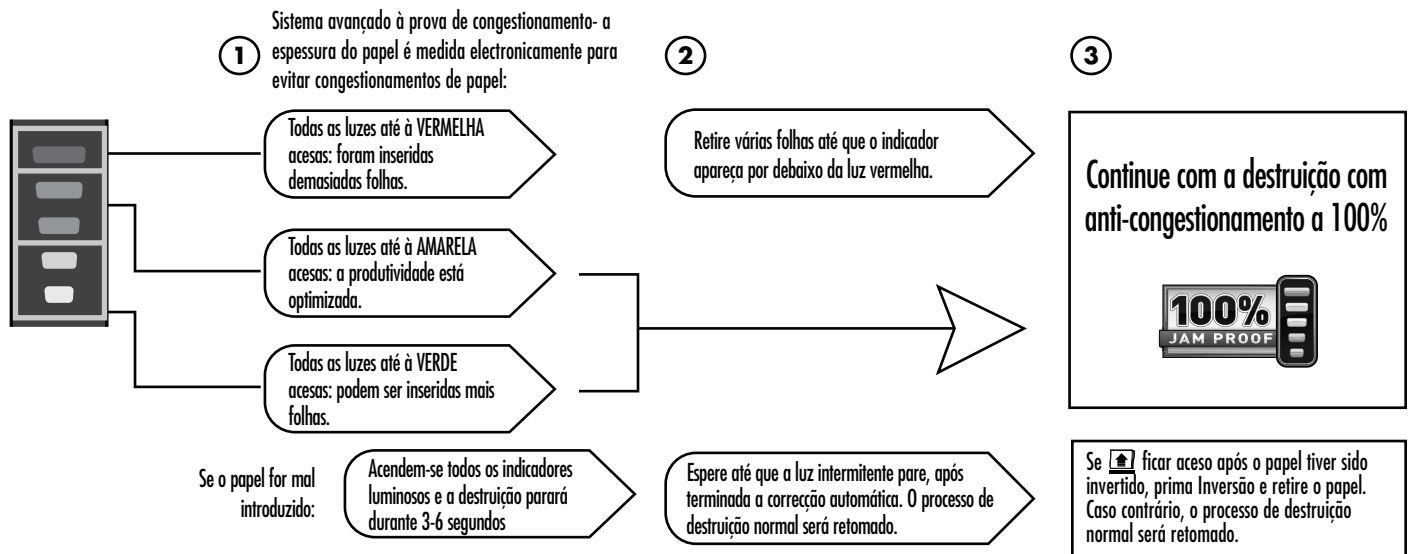 1
Sistema avançado à prova de congestionamento- a
espessura do papel é medida electronicamente para
evitar congestionamentos de papel:
Todas as luzes até à VERMELHA
acesas: foram inseridas
demasiadas folhas.
Todas as luzes até à AMARELA
acesas: a produtividade está
optimizada.
Todas as luzes até à VERDE
acesas: podem ser inseridas mais
folhas.
2
Retire várias folhas até que o indicador
apareça por debaixo da luz vermelha.
3
Continue com a destruição com
anti-congestionamento a 100%
100%
JAM PROOF
Se o papel for mal
introduzido:
Acendem-se todos os indicadores
luminosos e a destruição parará
durante 3-6 segundos
Espere até que a luz intermitente pare, após
terminada a correcção automática. O processo de
destruição normal será retomado.
Se ficar aceso após o papel tiver sido
invertido, prima Inversão e retire o papel.
Caso contrário, o processo de destruição
normal será retomado.